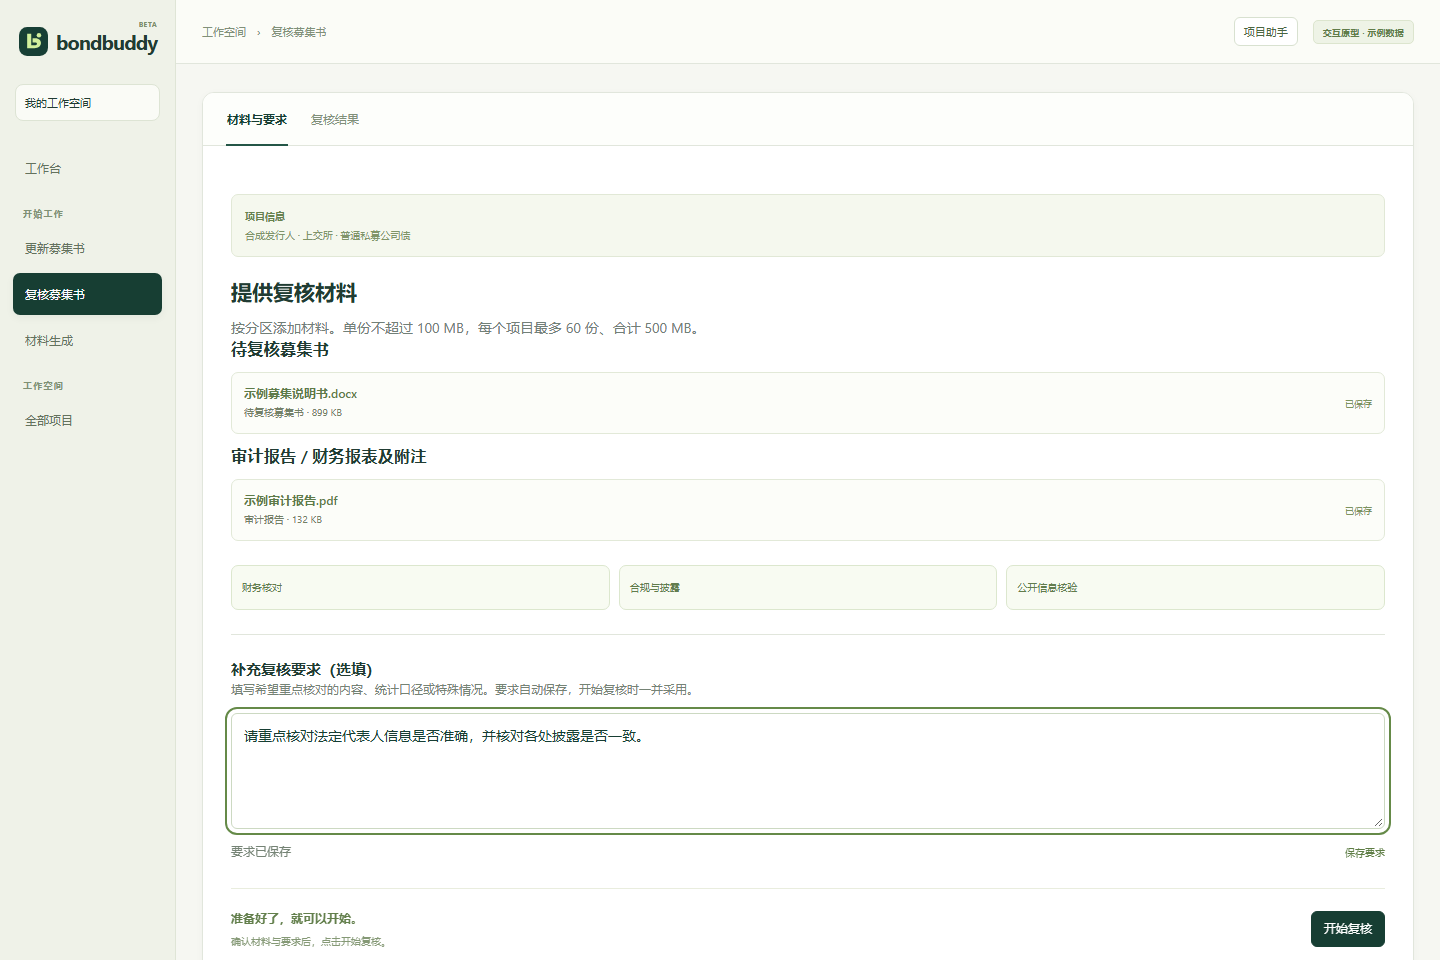 BETA
bondbuddy
我的工作空间
工作台
开始工作
更新募集书
复核募集书
材料生成
工作空间
全部项目
工作空间 › 复核募集书
项目助手
交互原型 · 示例数据
材料与要求
复核结果
项目信息
合成发行人 · 上交所 · 普通私募公司债
提供复核材料
按分区添加材料。单份不超过 100 MB，每个项目最多 60 份、合计 500 MB。
待复核募集书
示例募集说明书.docx
待复核募集书 · 899 KB
已保存
审计报告 / 财务报表及附注
示例审计报告.pdf
审计报告 · 132 KB
已保存
财务核对
合规与披露
公开信息核验
补充复核要求（选填）
填写希望重点核对的内容、统计口径或特殊情况。要求自动保存，开始复核时一并采用。
请重点核对法定代表人信息是否准确，并核对各处披露是否一致。
要求已保存
保存要求
准备好了，就可以开始。
确认材料与要求后，点击开始复核。
开始复核